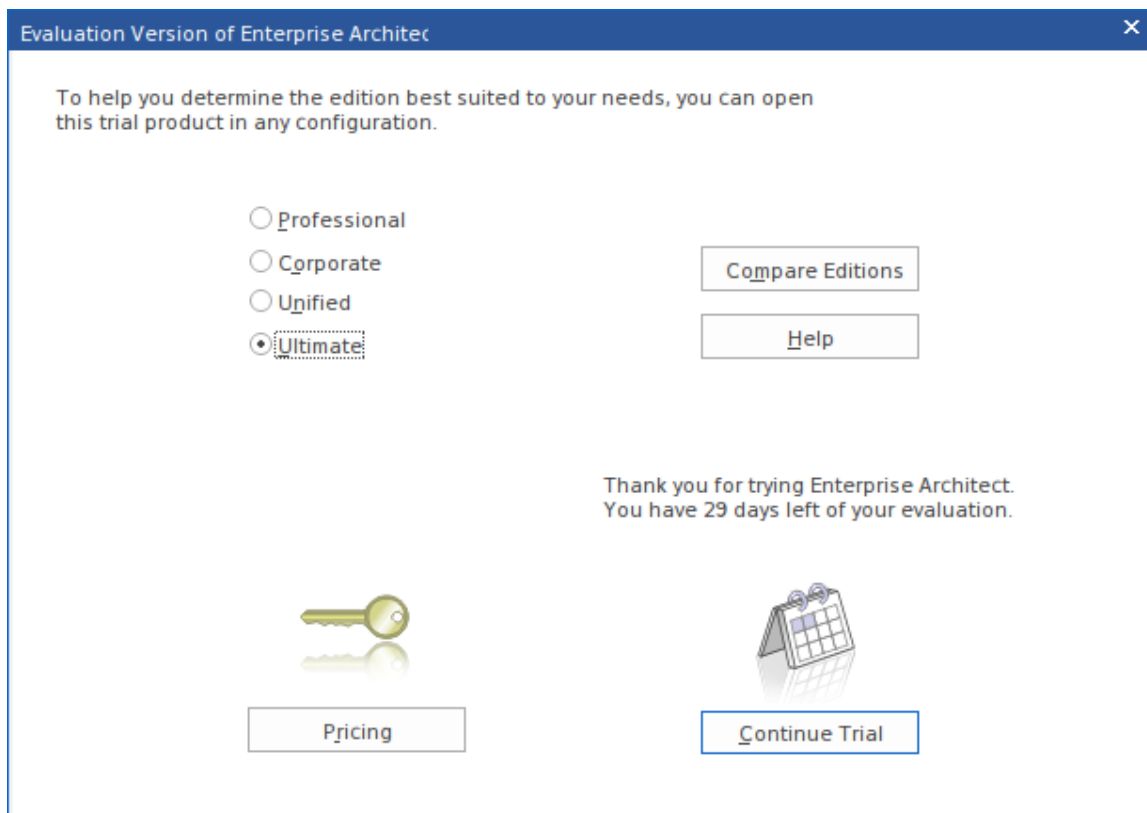 Evaluation Version of Enterprise Architec
To help you determine the edition best suited to your needs, you can open
this trial product in any configuration.
Professional
Corporate
Unified
Ultimate
Compare Editions
Help
Thank you for trying Enterprise Architect.
You have 29 days left of your evaluation.
Pricing
Continue Trial